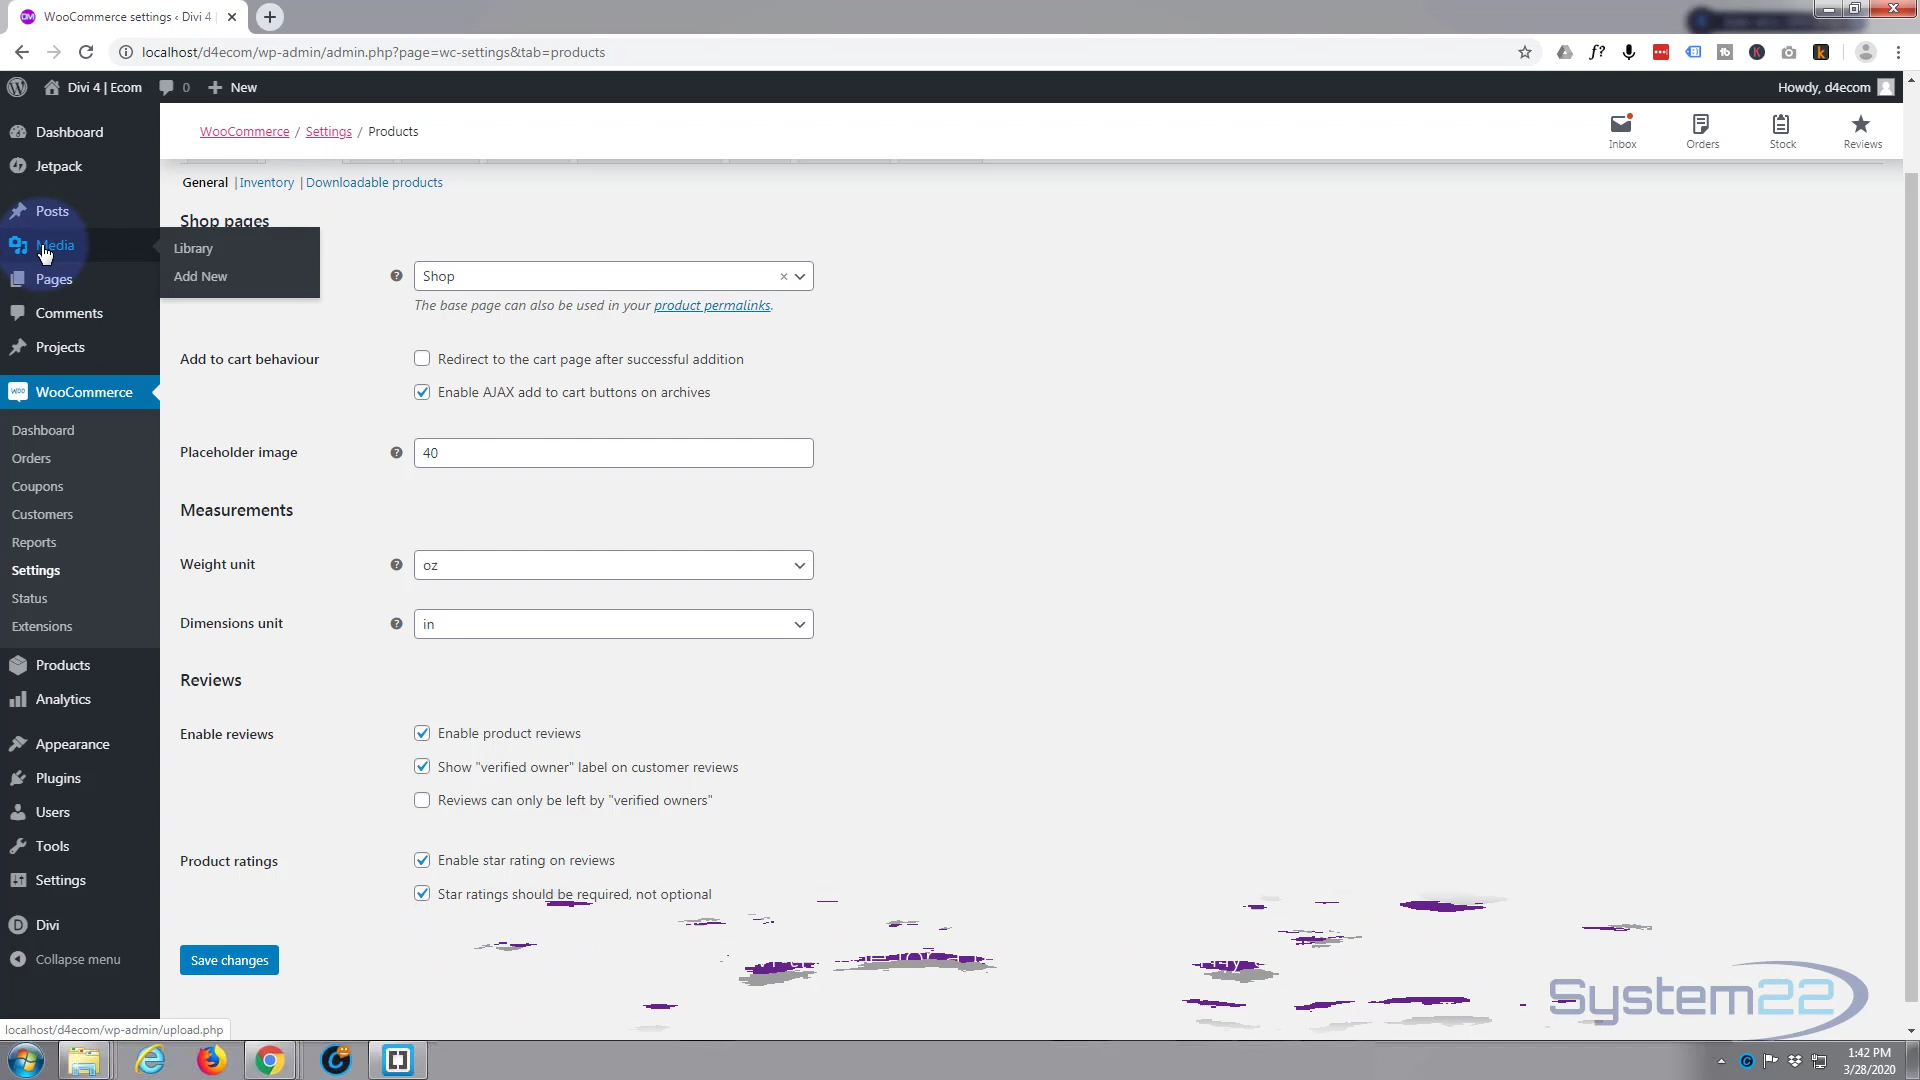 WooCommerce settings ‹ Divi 4 |
localhost/d4ecom/wp-admin/admin.php?page=wc-settings&tab=products
Divi 4 | Ecom
0
New
Howdy, d4ecom
Dashboard
Jetpack
Posts
Media
Pages
Comments
Projects
WooCommerce
Dashboard
Orders
Coupons
Customers
Reports
Settings
Status
Extensions
Products
Analytics
Appearance
Plugins
Users
Tools
Settings
Divi
Collapse menu
Library
Add New
WooCommerce / Settings / Products
Inbox
Orders
Stock
Reviews
General | Inventory | Downloadable products
Shop pages
Shop
The base page can also be used in your product permalinks.
Add to cart behaviour
Redirect to the cart page after successful addition
Enable AJAX add to cart buttons on archives
Placeholder image
40
Measurements
Weight unit
oz
Dimensions unit
in
Reviews
Enable reviews
Enable product reviews
Show "verified owner" label on customer reviews
Reviews can only be left by "verified owners"
Product ratings
Enable star rating on reviews
Star ratings should be required, not optional
Save changes
System22
localhost/d4ecom/wp-admin/upload.php
1:42 PM
3/28/2020